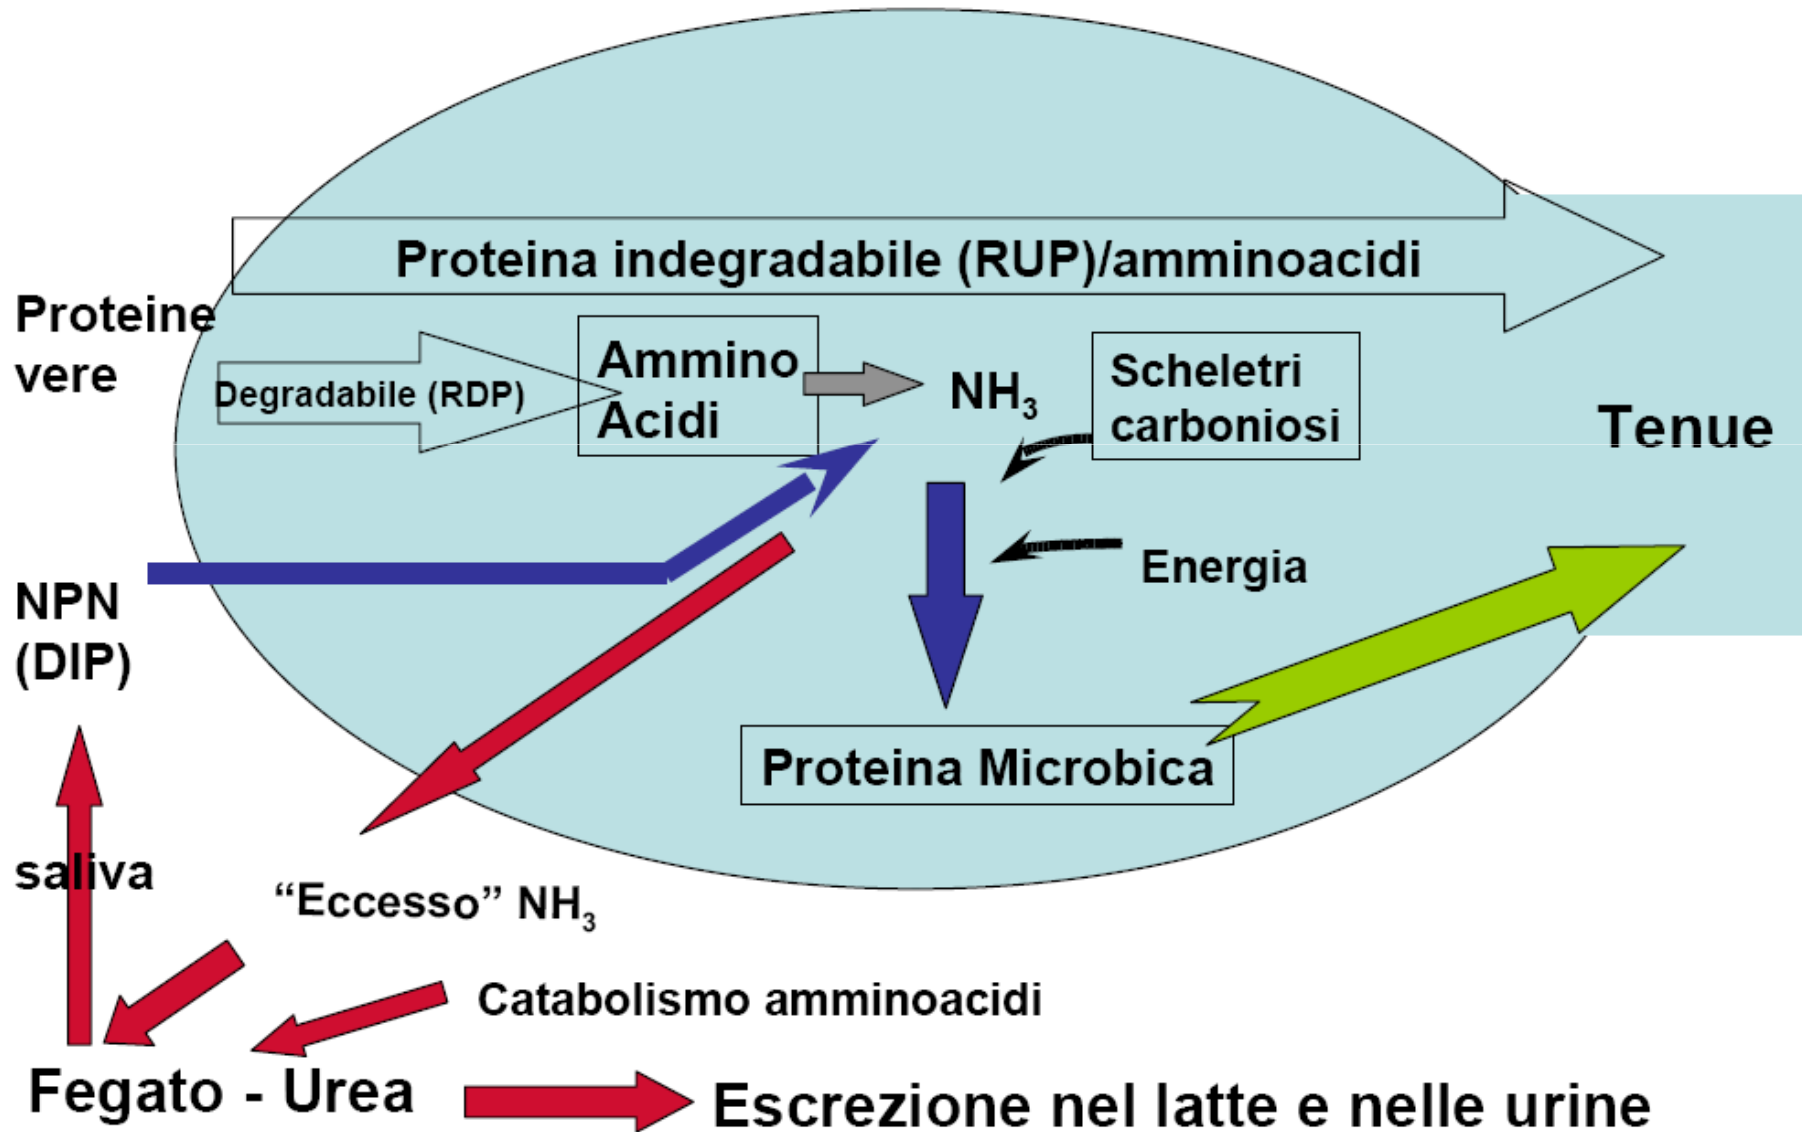 Proteina indegradabile (RUP)/amminoacidi
Proteine
vere
Degradabile (RDP)
Ammino
Acidi
NH₃
Scheletri
carboniosi
Tenue
Energia
NPN
(DIP)
Proteina Microbica
saliva
“Eccesso” NH₃
Catabolismo amminoacidi
Fegato - Urea
Escrezione nel latte e nelle urine